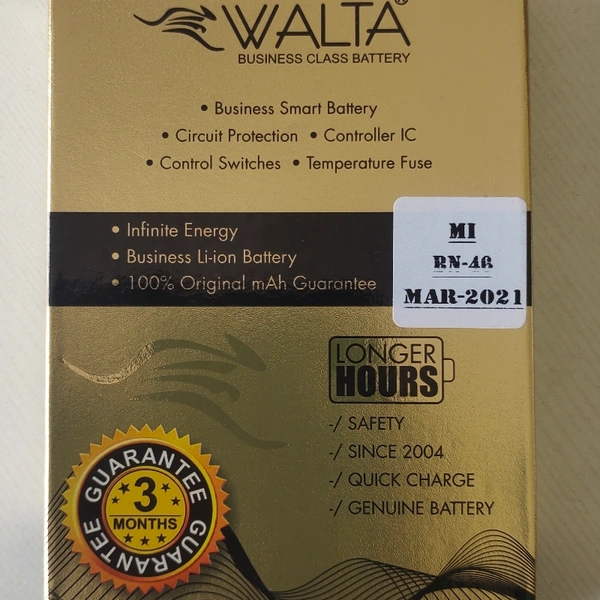 WALTA®
BUSINESS CLASS BATTERY
• Business Smart Battery
• Circuit Protection • Controller IC
• Control Switches • Temperature Fuse
• Infinite Energy
• Business Li-ion Battery
• 100% Original mAh Guarantee
MI
BN-46
MAR-2021
LONGER
HOURS
-/ SAFETY
-/ SINCE 2004
-/ QUICK CHARGE
-/ GENUINE BATTERY
GUARANTEE
3
MONTHS
GUARANTEE